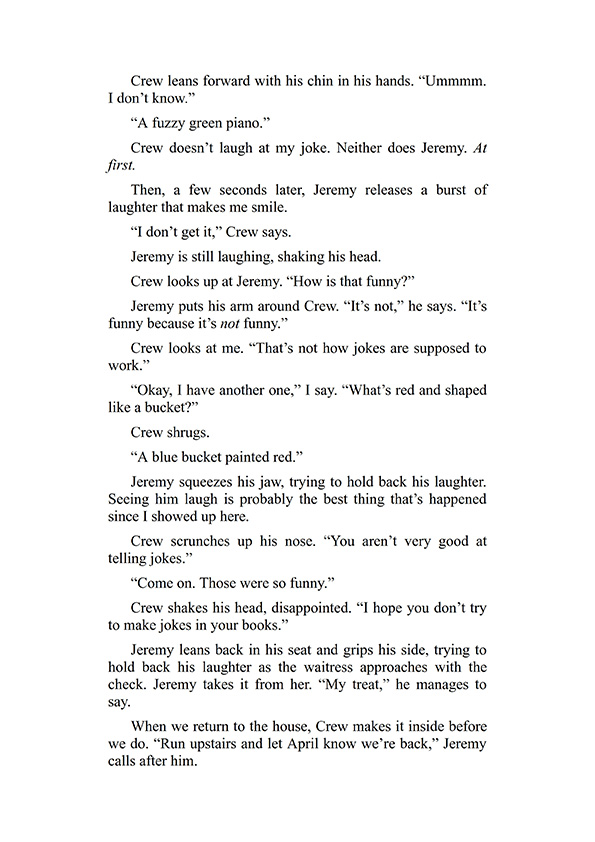 Crew leans forward with his chin in his hands. “Ummmm.
I don’t know.”
“A fuzzy green piano.”
Crew doesn’t laugh at my joke. Neither does Jeremy. At
first.
Then, a few seconds later, Jeremy releases a burst of
laughter that makes me smile.
“I don’t get it,” Crew says.
Jeremy is still laughing, shaking his head.
Crew looks up at Jeremy. “How is that funny?”
Jeremy puts his arm around Crew. “It’s not,” he says. “It’s
funny because it’s not funny.”
Crew looks at me. “That’s not how jokes are supposed to
work.”
“Okay, I have another one,” I say. “What’s red and shaped
like a bucket?”
Crew shrugs.
“A blue bucket painted red.”
Jeremy squeezes his jaw, trying to hold back his laughter.
Seeing him laugh is probably the best thing that’s happened
since I showed up here.
Crew scrunches up his nose. “You aren’t very good at
telling jokes.”
“Come on. Those were so funny.”
Crew shakes his head, disappointed. “I hope you don’t try
to make jokes in your books.”
Jeremy leans back in his seat and grips his side, trying to
hold back his laughter as the waitress approaches with the
check. Jeremy takes it from her. “My treat,” he manages to
say.
When we return to the house, Crew makes it inside before
we do. “Run upstairs and let April know we’re back,” Jeremy
calls after him.